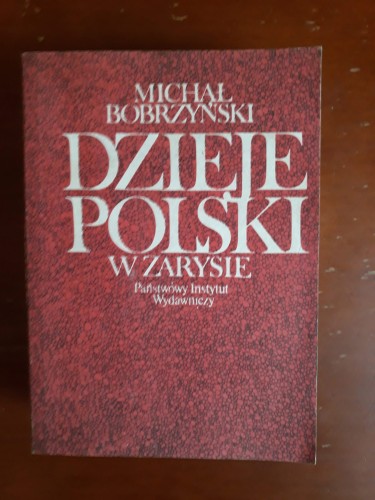 MICHAŁ
BOBRZYŃSKI
DZIEJE
POLSKI
W ZARYSIE
Państwowy Instytut
Wydawniczy